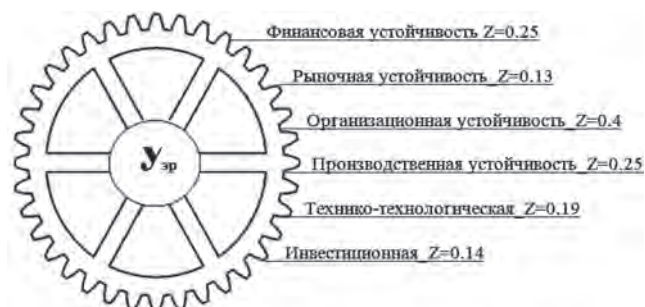 Финансовая устойчивость Z=0.25
Рыночная устойчивость_Z=0.13
Организационная устойчивость_Z=0.4
Уэр
Производственная устойчивость_Z=0.25
Технико-технологическая_Z=0.19
Инвестиционная_Z=0.14